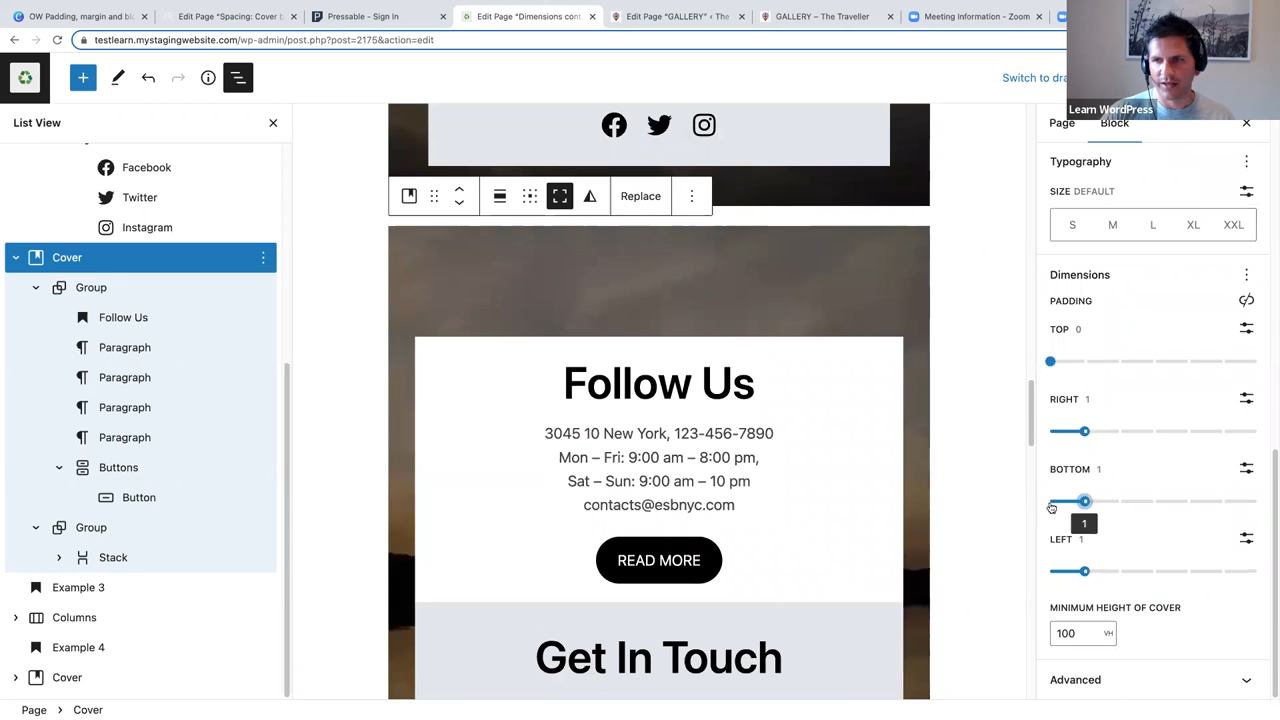 OW Padding, margin and b
Edit Page "Spacing: Cover b
Pressable - Sign In
Edit Page "Dimensions cont
Edit Page "GALLERY" ‹ The
GALLERY – The Traveller
Meeting Information - Zoom
testlearn.mystagingwebsite.com/wp-admin/post.php?post=2175&action=edit
Switch to dra
Learn WordPress
List View
Page
Block
Facebook
Twitter
Instagram
Cover
Group
Follow Us
Paragraph
Paragraph
Paragraph
Paragraph
Buttons
Button
Group
Stack
Example 3
Columns
Example 4
Cover
Replace
Follow Us
3045 10 New York, 123-456-7890
Mon – Fri: 9:00 am – 8:00 pm,
Sat – Sun: 9:00 am – 10 pm
contacts@esbnyc.com
READ MORE
Get In Touch
Typography
SIZE DEFAULT
S M L XL XXL
Dimensions
PADDING
TOP 0
RIGHT 1
BOTTOM 1
1
LEFT 1
MINIMUM HEIGHT OF COVER
100 VH
Advanced
Page > Cover